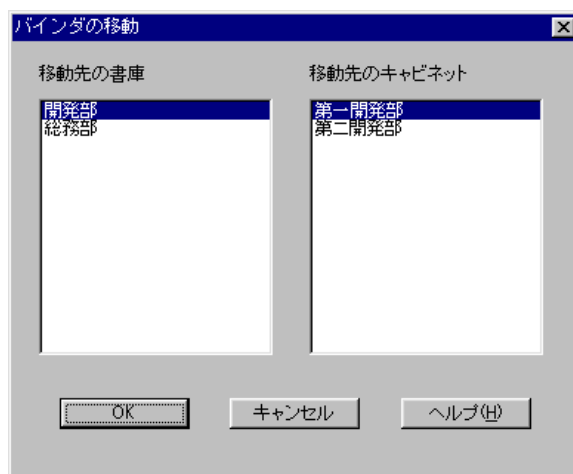 バインダの移動
移動先の書庫
移動先のキャビネット
開発部
総務部
第一開発部
第二開発部
OK
キャンセル
ヘルプ(H)